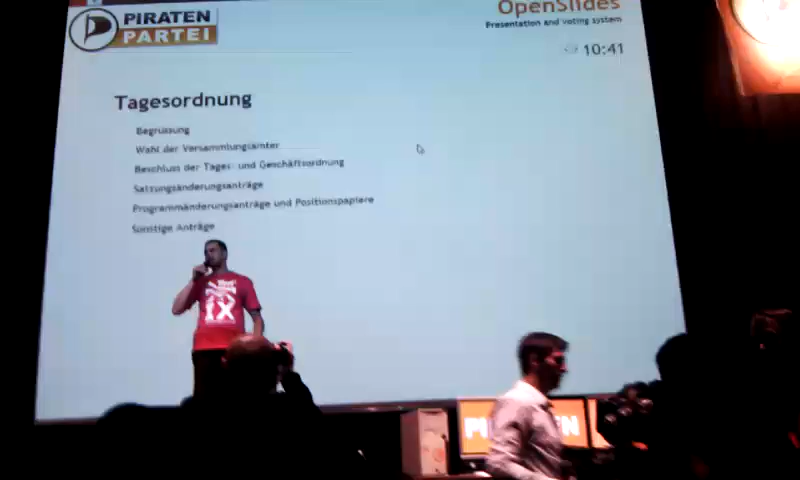 PIRATEN
PARTEI
OpenSlides
Presentation and voting system
10:41
Tagesordnung
Begrüssung
Wahl der Versammlungsämter
Beschluss der Tages- und Geschäftsordnung
Satzungsänderungsanträge
Programmänderungsanträge und Positionspapiere
Sonstige Anträge
IX